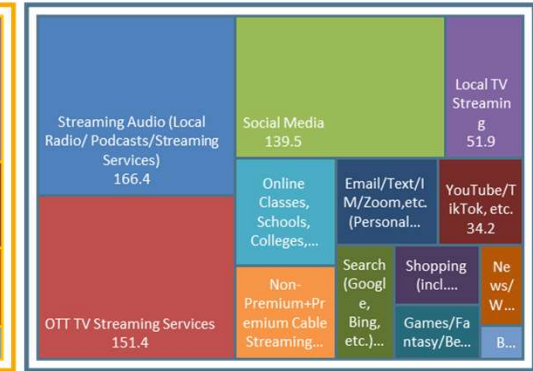 Streaming Audio (Local
Radio/ Podcasts/Streaming
Services)
166.4
OTT TV Streaming Services
151.4
Social Media
139.5
Local TV
Streamin
g
51.9
Online
Classes,
Schools,
Colleges,...
Email/Text/I
M/Zoom,etc.
(Personal...
YouTube/T
ikTok, etc.
34.2
Non-
Premium+Pr
emium Cable
Streaming...
Search
(Googl
e,
Bing,
etc.)...
Shopping
(incl....
Games/Fa
ntasy/Be...
Ne
ws/
W...
B...